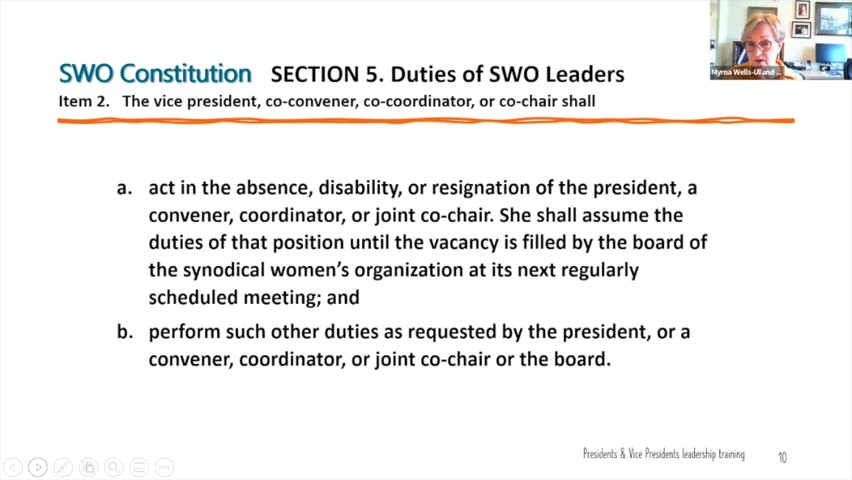 SWO Constitution SECTION 5. Duties of SWO Leaders
Item 2. The vice president, co-convener, co-coordinator, or co-chair shall
Myrna Wells-Uland...
a. act in the absence, disability, or resignation of the president, a
convener, coordinator, or joint co-chair. She shall assume the
duties of that position until the vacancy is filled by the board of
the synodical women's organization at its next regularly
scheduled meeting; and
b. perform such other duties as requested by the president, or a
convener, coordinator, or joint co-chair or the board.
Presidents & Vice Presidents leadership training 10